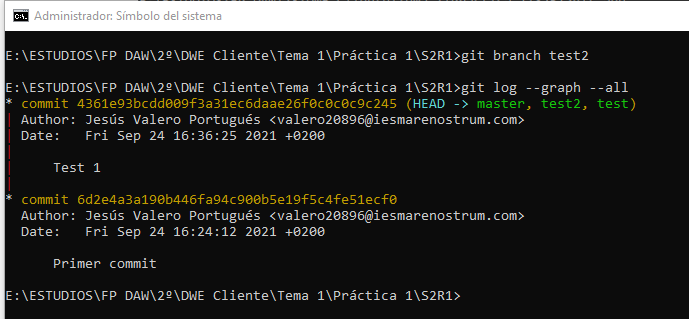 Administrador: Símbolo del sistema
E:\ESTUDIOS\FP DAW\2º\DWE Cliente\Tema 1\Práctica 1\S2R1>git branch test2
E:\ESTUDIOS\FP DAW\2º\DWE Cliente\Tema 1\Práctica 1\S2R1>git log --graph --all
* commit 4361e93bcdd009f3a31ec6daae26f0c0c0c9c245 (HEAD -> master, test2, test)
| Author: Jesús Valero Portugués <valero20896@iesmarenostrum.com>
| Date:   Fri Sep 24 16:36:25 2021 +0200
|
|     Test 1
|
* commit 6d2e4a3a190b446fa94c900b5e19f5c4fe51ecf0
  Author: Jesús Valero Portugués <valero20896@iesmarenostrum.com>
  Date:   Fri Sep 24 16:24:12 2021 +0200
      Primer commit
E:\ESTUDIOS\FP DAW\2º\DWE Cliente\Tema 1\Práctica 1\S2R1>